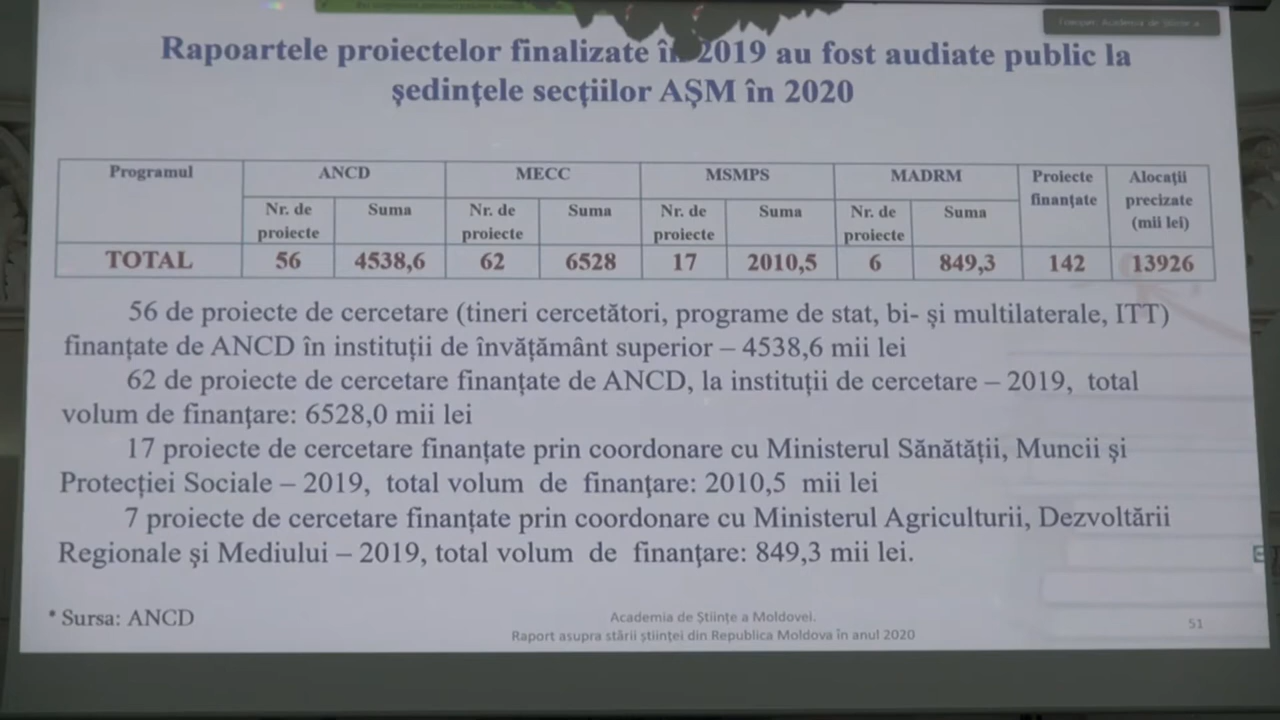 Rapoartele proiectelor finalizate în 2019 au fost audiate public la
ședințele secțiilor AȘM în 2020
Programul ANCD MECC MSMPS MADRM Proiecte finanțate Alocații precizate (mii lei)
Nr. de proiecte Suma Nr. de proiecte Suma Nr. de proiecte Suma Nr. de proiecte Suma
TOTAL 56 4538,6 62 6528 17 2010,5 6 849,3 142 13926
56 de proiecte de cercetare (tineri cercetători, programe de stat, bi- și multilaterale, ITT)
finanțate de ANCD în instituții de învățământ superior – 4538,6 mii lei
62 de proiecte de cercetare finanțate de ANCD, la instituții de cercetare – 2019, total
volum de finanțare: 6528,0 mii lei
17 proiecte de cercetare finanțate prin coordonare cu Ministerul Sănătății, Muncii și
Protecției Sociale – 2019, total volum de finanțare: 2010,5 mii lei
7 proiecte de cercetare finanțate prin coordonare cu Ministerul Agriculturii, Dezvoltării
Regionale și Mediului – 2019, total volum de finanțare: 849,3 mii lei.
* Sursa: ANCD
Academia de Științe a Moldovei.
Raport asupra stării științei din Republica Moldova în anul 2020
51